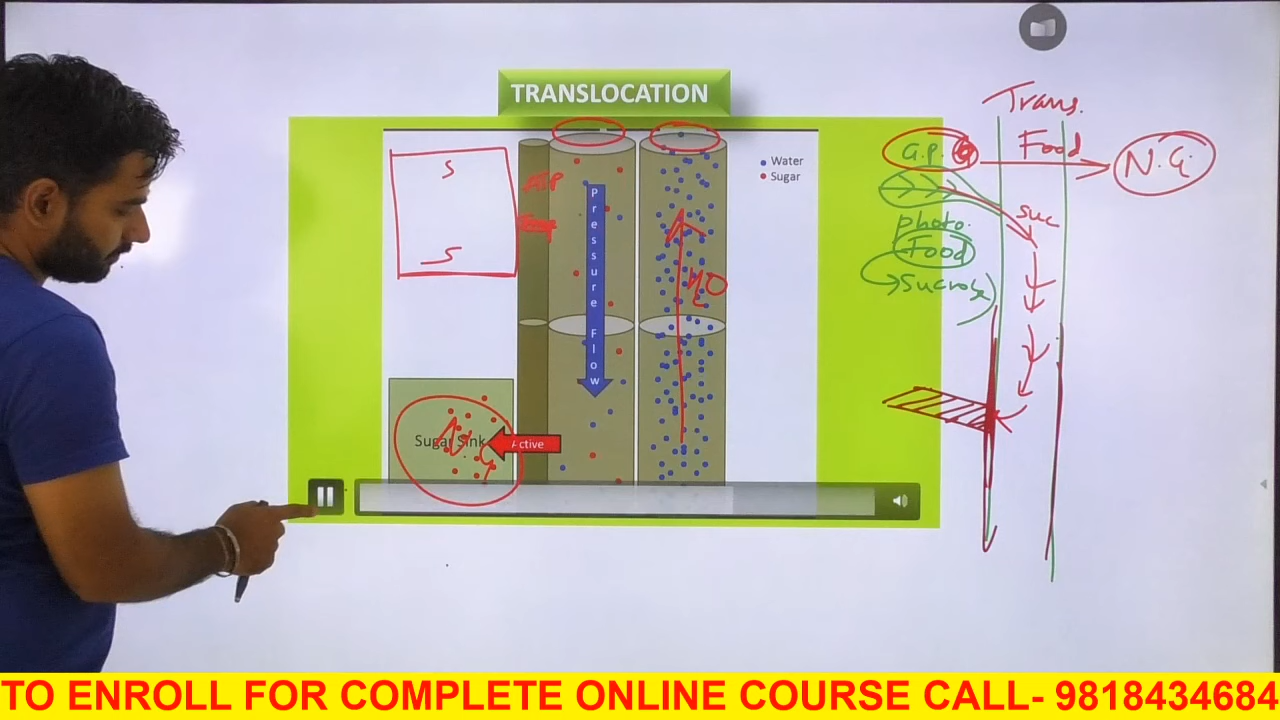 TRANSLOCATION
Trans.
G.P.
Food
N.G.
Water
Sugar
S
ATP
S
Pressure Flow
H2O
suc
photo.
Food
Sucrose
Sugar Sink
N.G
Active
TO ENROLL FOR COMPLETE ONLINE COURSE CALL- 9818434684